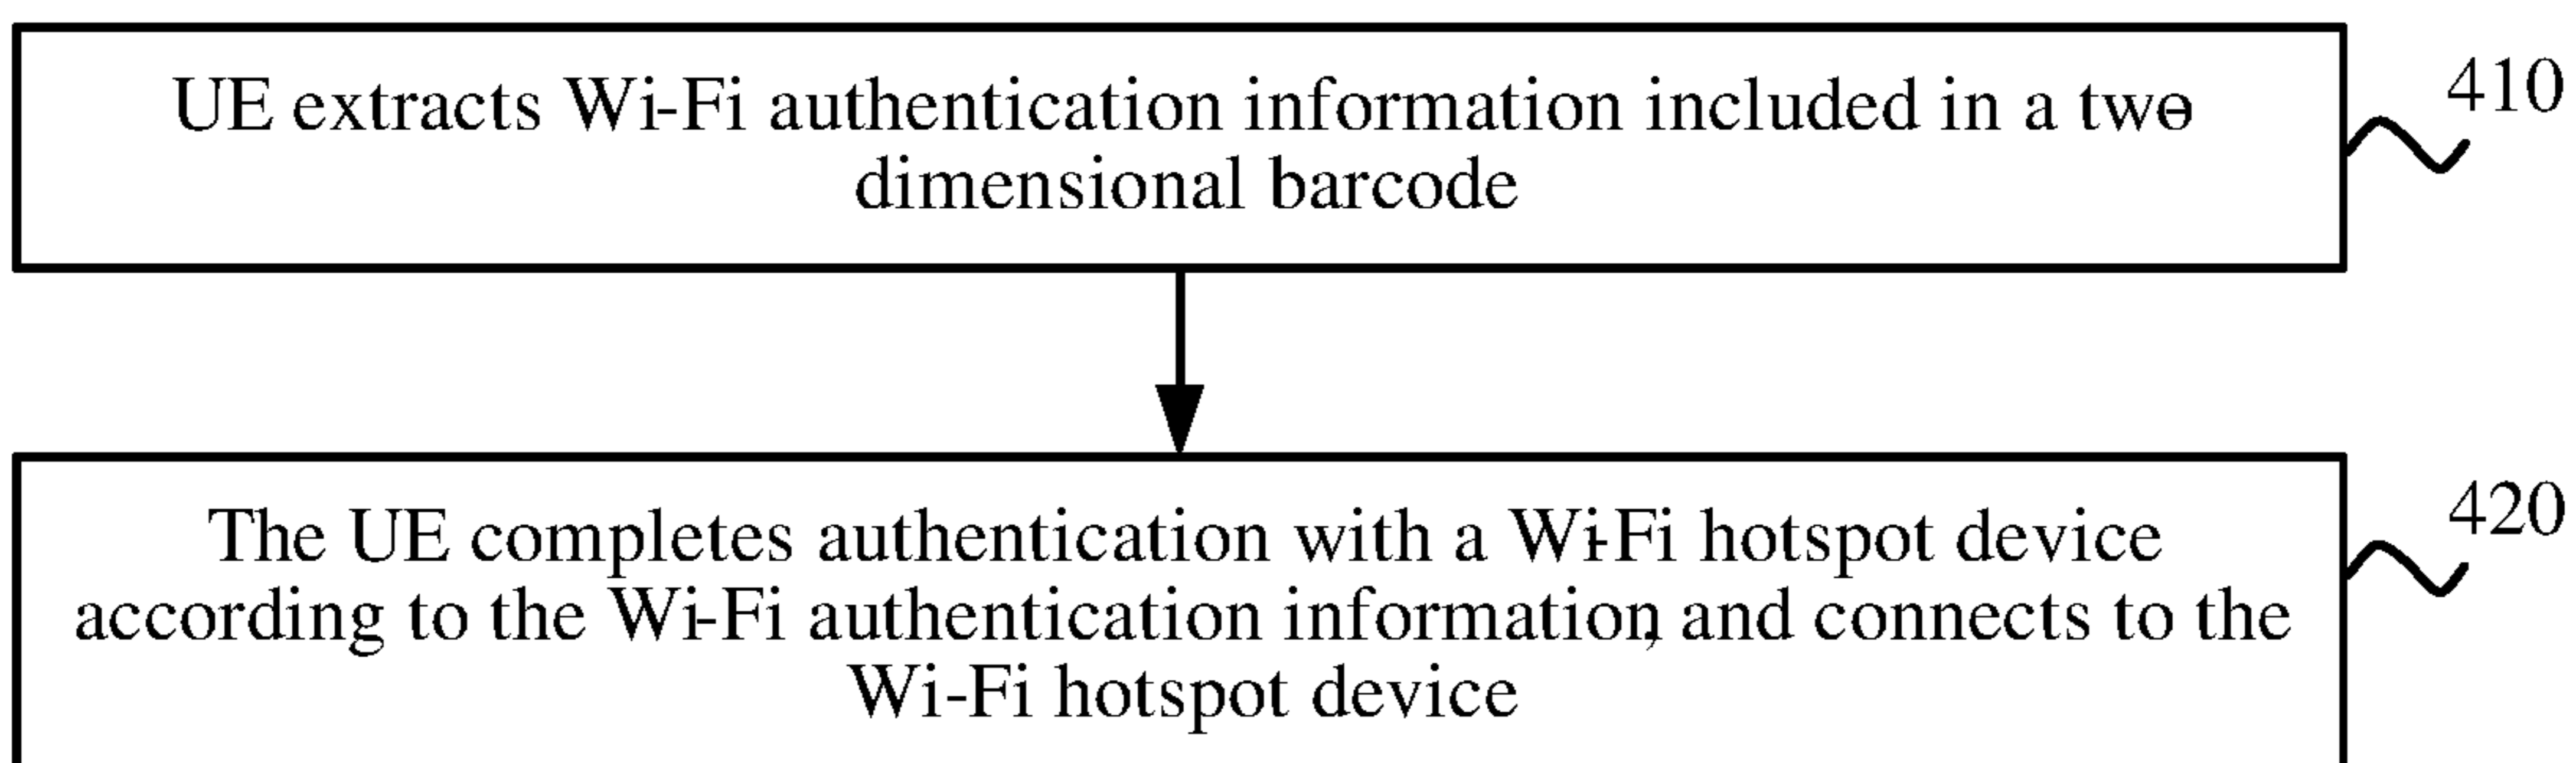 UE extracts Wi-Fi authentication information included in a two-
dimensional barcode
410
The UE completes authentication with a Wi-Fi hotspot device
according to the Wi-Fi authentication information, and connects to the
Wi-Fi hotspot device
420